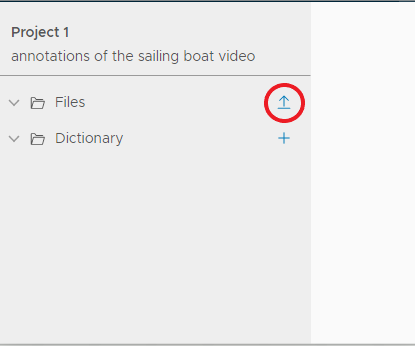 Project 1
annotations of the sailing boat video
Files
Dictionary